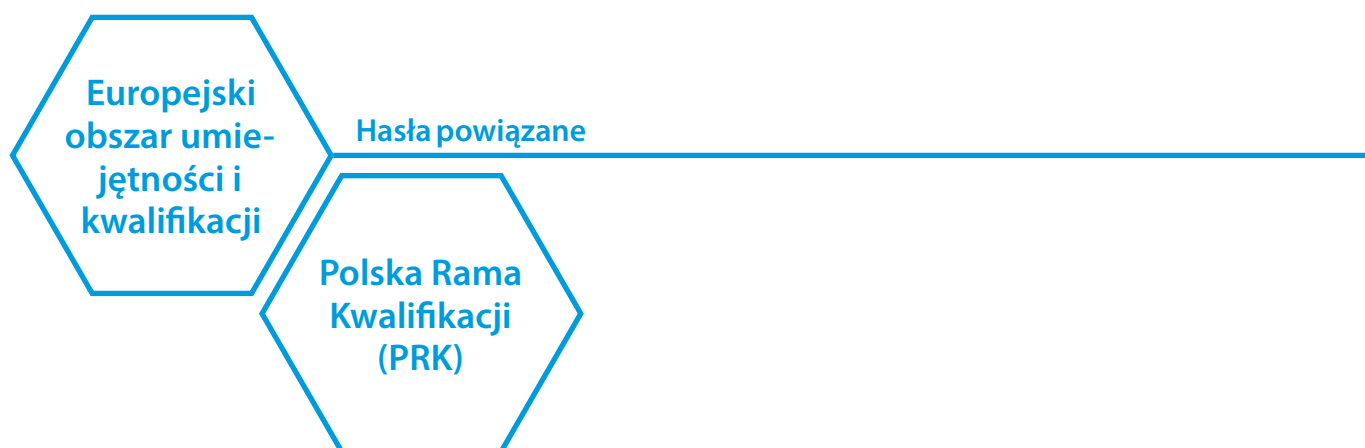 Europejski
obszar umie-
jętności i
kwalifikacji
Hasła powiązane
Polska Rama
Kwalifikacji
(PRK)